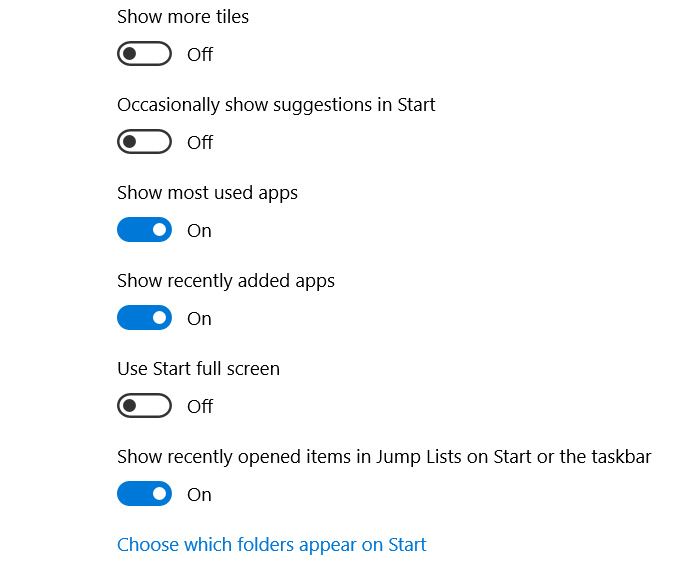 Show more tiles
Off
Occasionally show suggestions in Start
Off
Show most used apps
On
Show recently added apps
On
Use Start full screen
Off
Show recently opened items in Jump Lists on Start or the taskbar
On
Choose which folders appear on Start